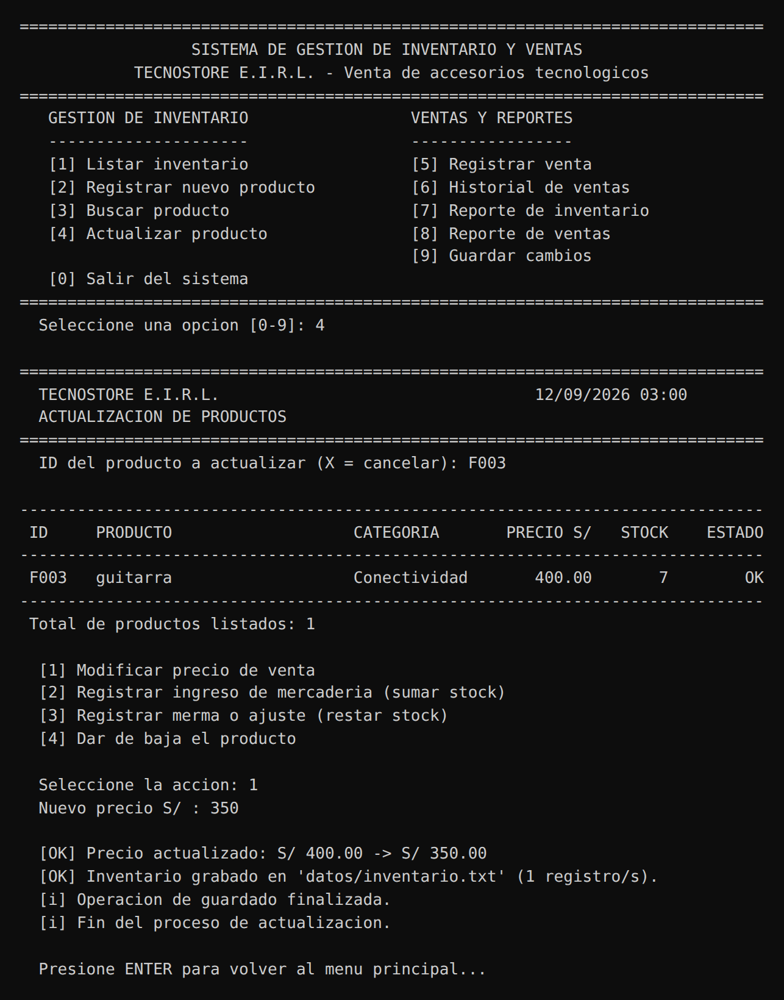 ==============================================================================
                  SISTEMA DE GESTION DE INVENTARIO Y VENTAS
            TECNOSTORE E.I.R.L. - Venta de accesorios tecnologicos
==============================================================================
   GESTION DE INVENTARIO                 VENTAS Y REPORTES
   ---------------------                 -----------------
   [1] Listar inventario                 [5] Registrar venta
   [2] Registrar nuevo producto          [6] Historial de ventas
   [3] Buscar producto                   [7] Reporte de inventario
   [4] Actualizar producto               [8] Reporte de ventas
                                         [9] Guardar cambios
   [0] Salir del sistema
==============================================================================
  Seleccione una opcion [0-9]: 4

==============================================================================
  TECNOSTORE E.I.R.L.                                 12/09/2026 03:00
  ACTUALIZACION DE PRODUCTOS
==============================================================================
  ID del producto a actualizar (X = cancelar): F003

------------------------------------------------------------------------------
 ID     PRODUCTO                   CATEGORIA       PRECIO S/   STOCK    ESTADO
------------------------------------------------------------------------------
 F003   guitarra                   Conectividad       400.00       7        OK
------------------------------------------------------------------------------
 Total de productos listados: 1

  [1] Modificar precio de venta
  [2] Registrar ingreso de mercaderia (sumar stock)
  [3] Registrar merma o ajuste (restar stock)
  [4] Dar de baja el producto

  Seleccione la accion: 1
  Nuevo precio S/ : 350

  [OK] Precio actualizado: S/ 400.00 -> S/ 350.00
  [OK] Inventario grabado en 'datos/inventario.txt' (1 registro/s).
  [i] Operacion de guardado finalizada.
  [i] Fin del proceso de actualizacion.

  Presione ENTER para volver al menu principal...